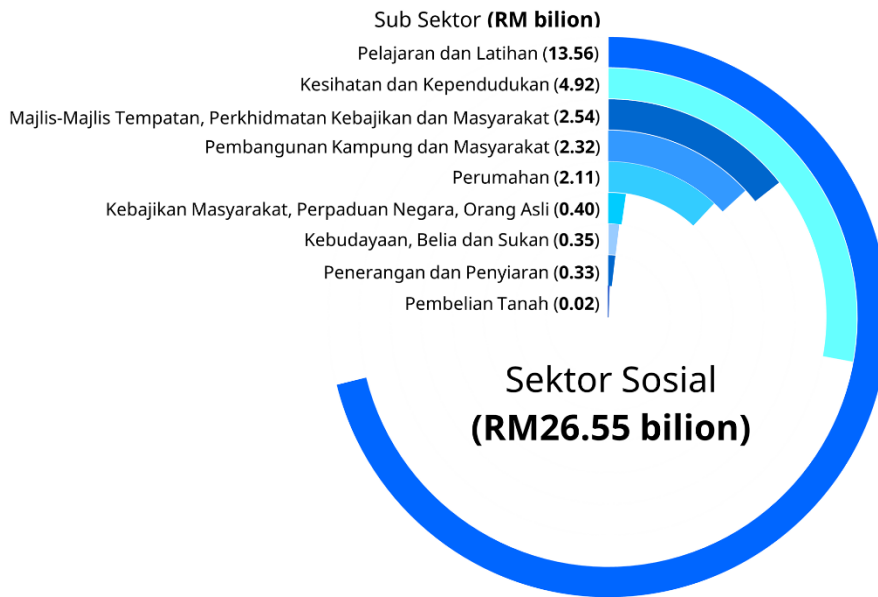 Sub Sektor (RM bilion)
Pelajaran dan Latihan (13.56)
Kesihatan dan Kependudukan (4.92)
Majlis-Majlis Tempatan, Perkhidmatan Kebajikan dan Masyarakat (2.54)
Pembangunan Kampung dan Masyarakat (2.32)
Perumahan (2.11)
Kebajikan Masyarakat, Perpaduan Negara, Orang Asli (0.40)
Kebudayaan, Belia dan Sukan (0.35)
Penerangan dan Penyiaran (0.33)
Pembelian Tanah (0.02)
Sektor Sosial
(RM26.55 bilion)